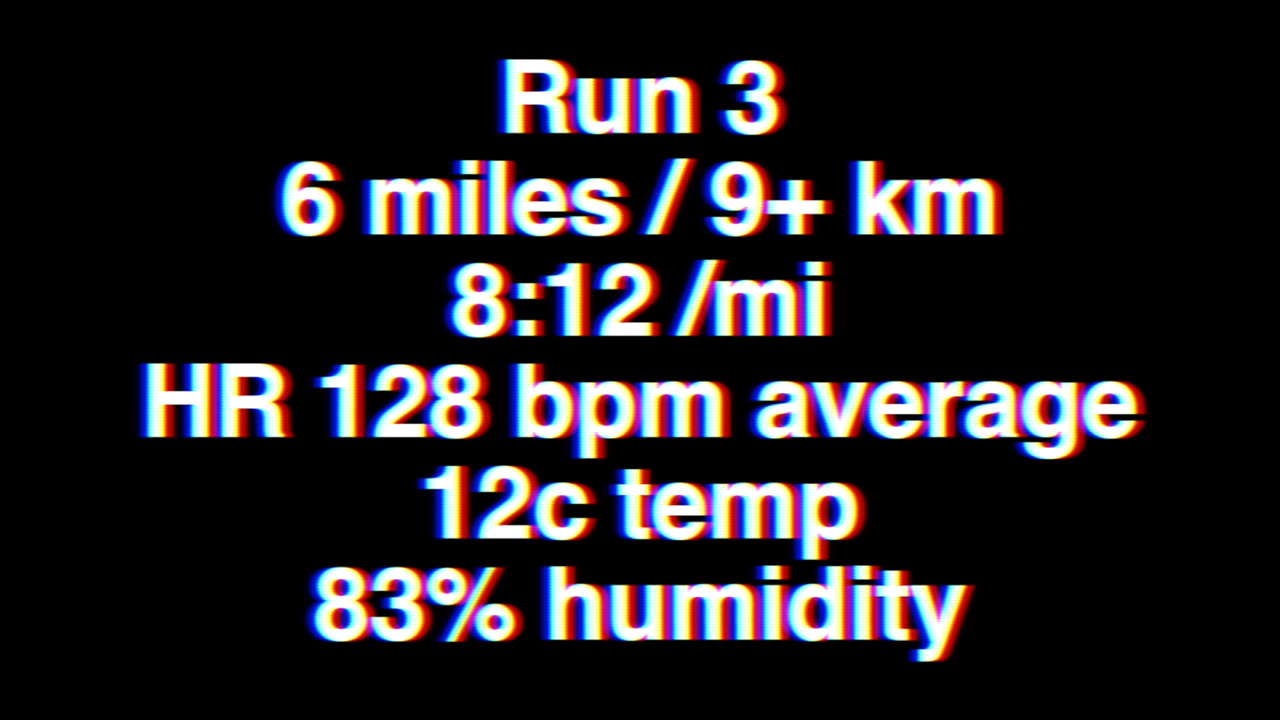 Run 3
6 miles / 9+ km
8:12 /mi
HR 128 bpm average
12c temp
83% humidity